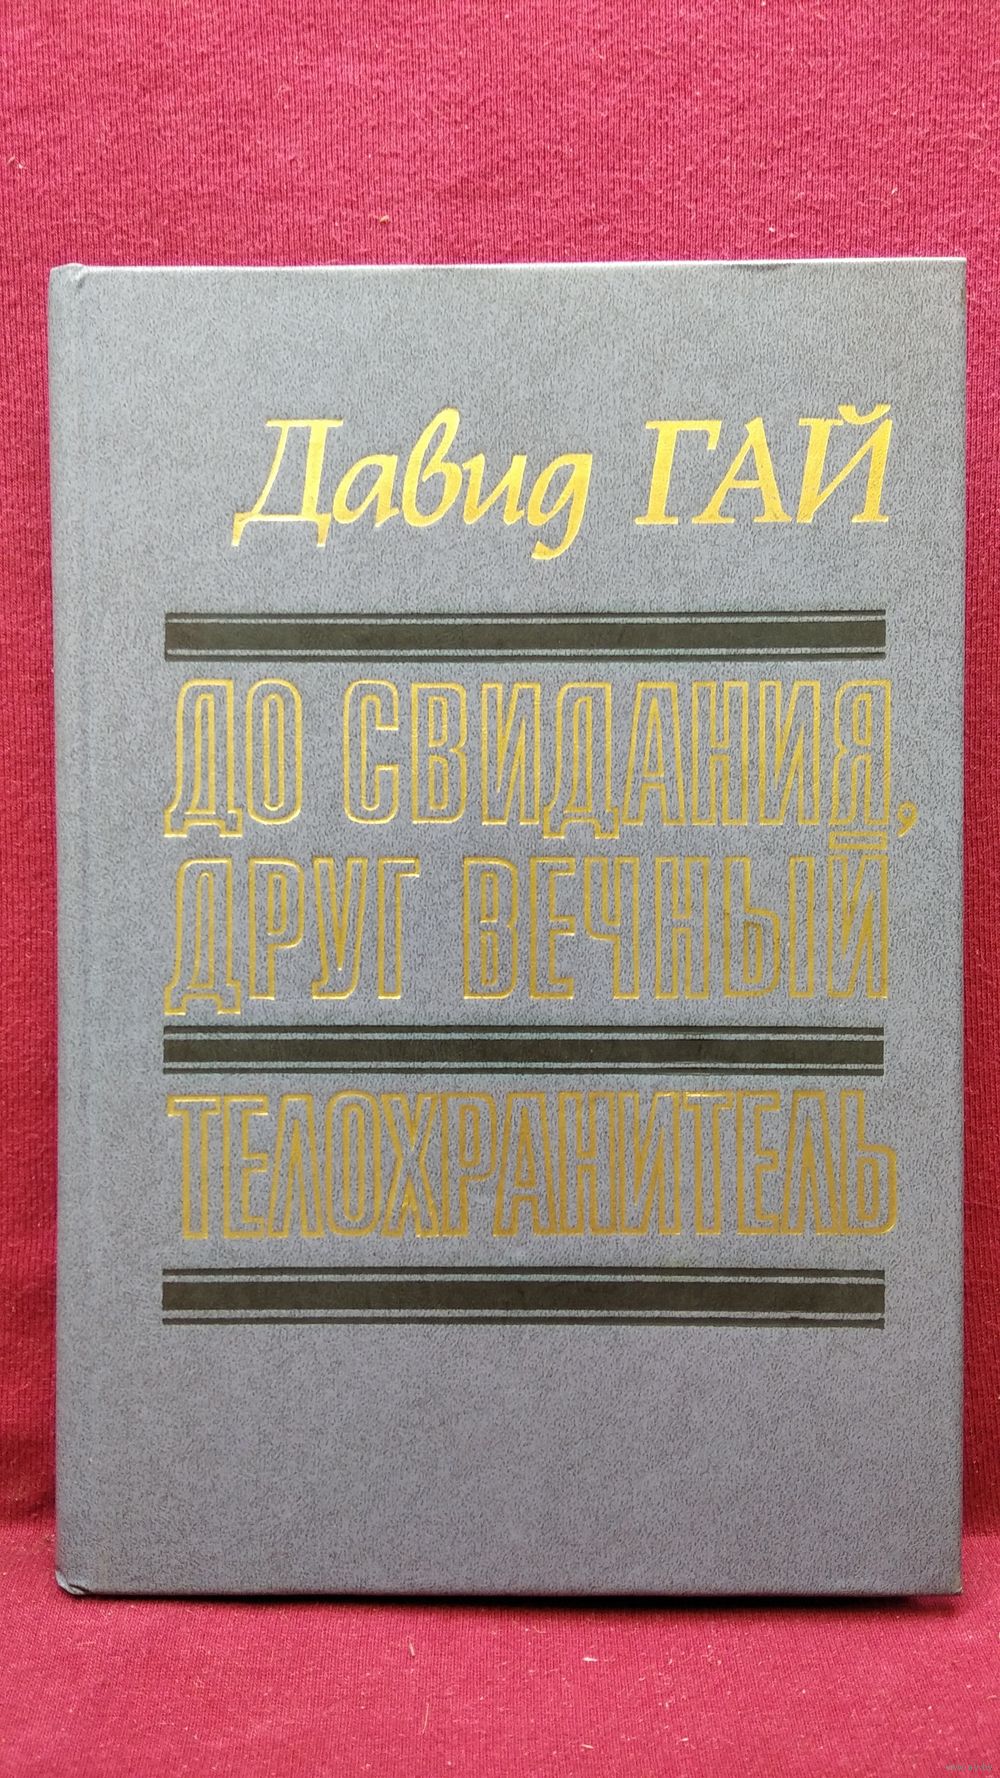 Давид ГАЙ
ДО СВИДАНИЯ,
ДРУГ ВЕЧНЫЙ
ТЕЛОХРАНИТЕЛЬ